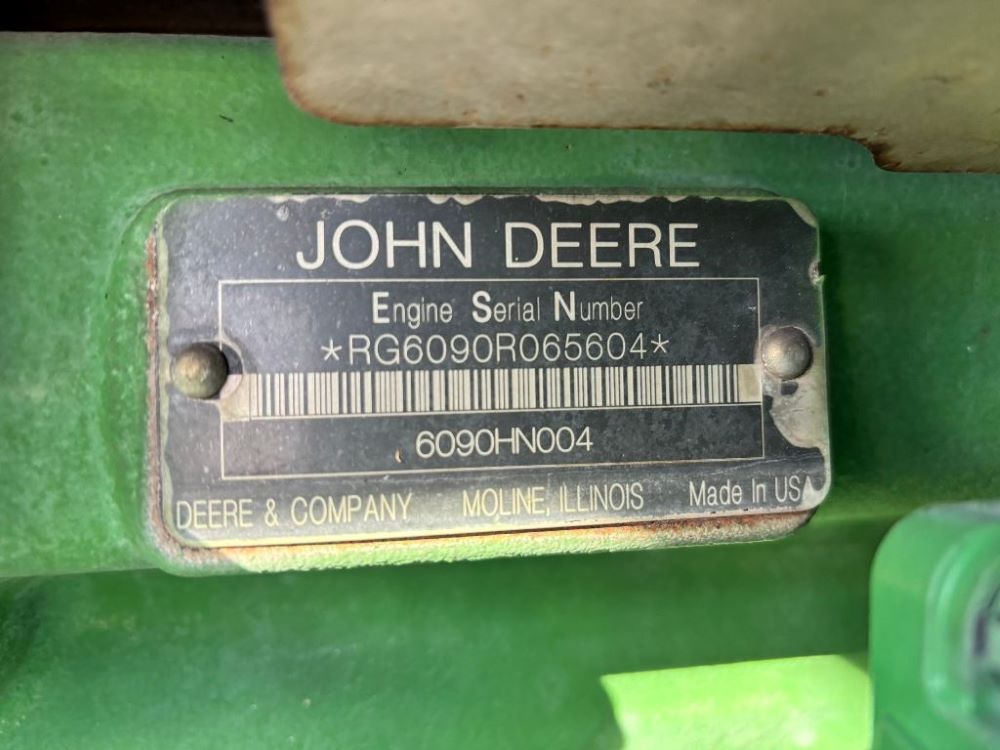 JOHN DEERE
Engine Serial Number
*RG6090R065604*
6090HN004
DEERE & COMPANY MOLINE, ILLINOIS Made In USA